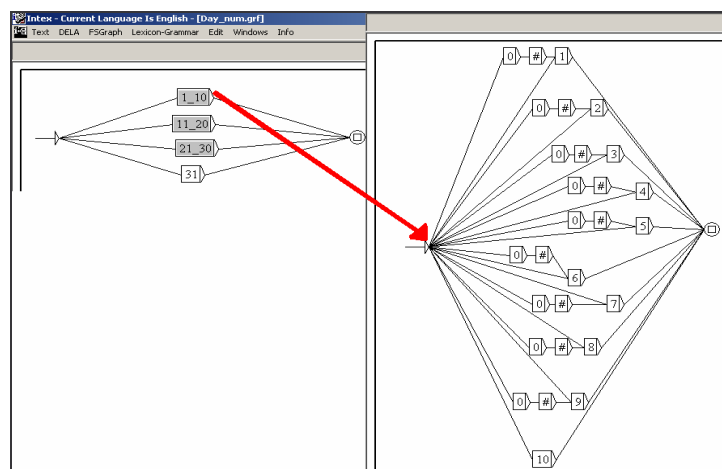 Intex - Current Language Is English - [Day_num.grf]
Text DELA FSGraph Lexicon-Grammar Edit Windows Info
1_10
11_20
21_30
31
0 # 1
0 # 2
0 # 3
0 # 4
0 # 5
0 # 6
0 # 7
0 # 8
0 # 9
10